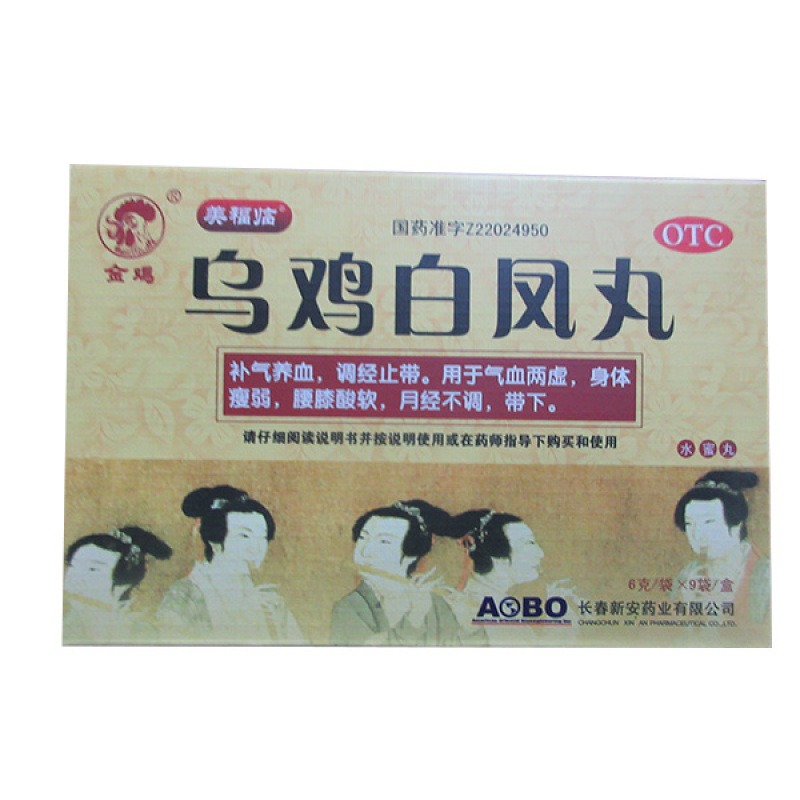 金鸡
®
美福临®
国药准字Z22024950
OTC
乌鸡白凤丸
补气养血，调经止带。用于气血两虚，身体
瘦弱，腰膝酸软，月经不调，带下。
请仔细阅读说明书并按说明使用或在药师指导下购买和使用
水蜜丸
6克/袋×9袋/盒
AOBO
长春新安药业有限公司
CHANGCHUN XIN AN PHARMACEUTICAL CO.,LTD.